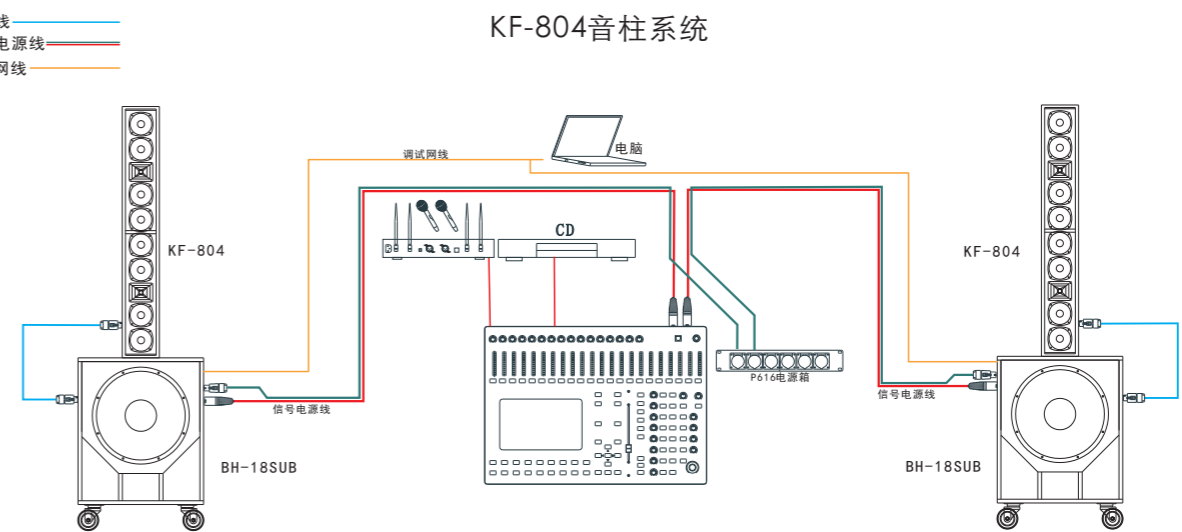 KF-804音柱系统
线
电源线
网线
调试网线
电脑
CD
KF-804
KF-804
P616电源箱
信号电源线
信号电源线
BH-18SUB
BH-18SUB